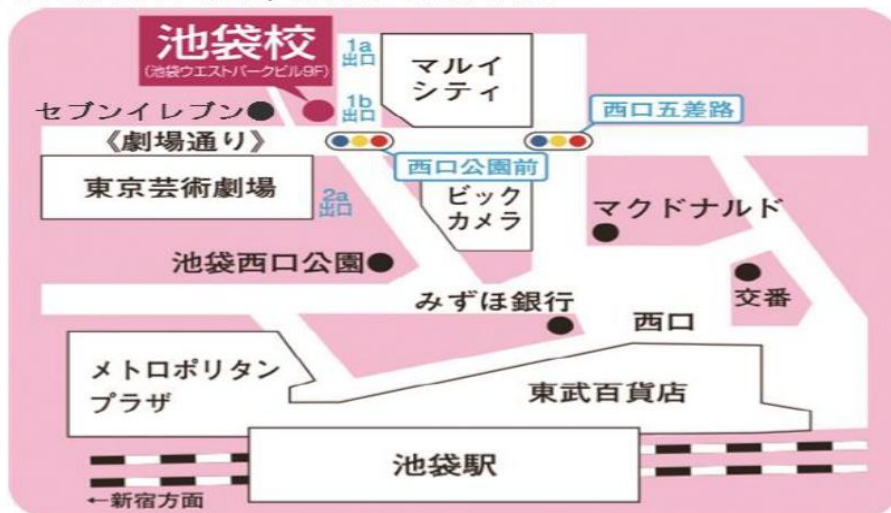 池袋校
(池袋ウエストパークビル9F)
1a
出口
マルイ
シティ
セブンイレブン
1b
出口
西口五差路
《劇場通り》
西口公園前
東京芸術劇場
2a
出口
ビック
カメラ
マクドナルド
池袋西口公園
みずほ銀行
交番
西口
メトロポリタン
プラザ
東武百貨店
池袋駅
←新宿方面